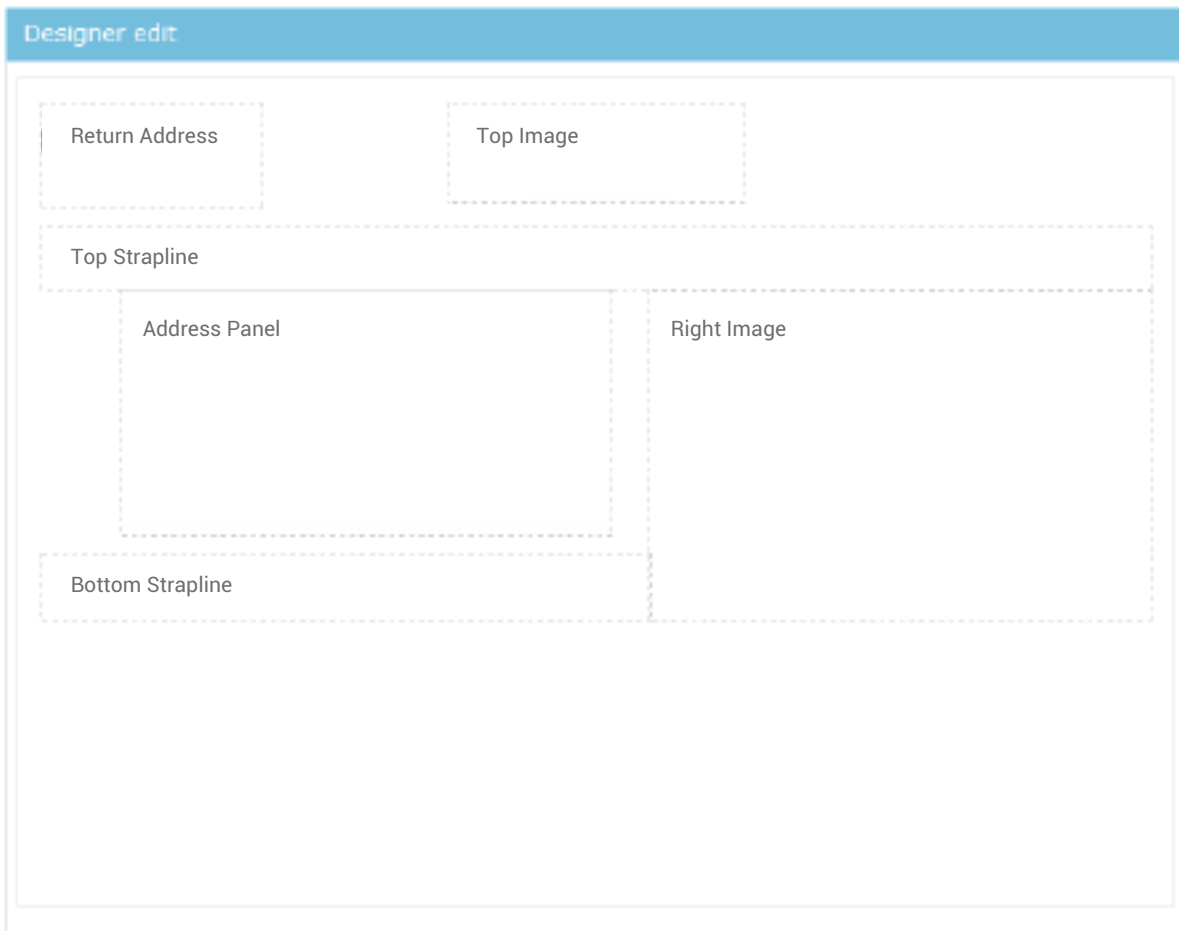 Designer edit
Return Address
Top Image
Top Strapline
Address Panel
Right Image
Bottom Strapline